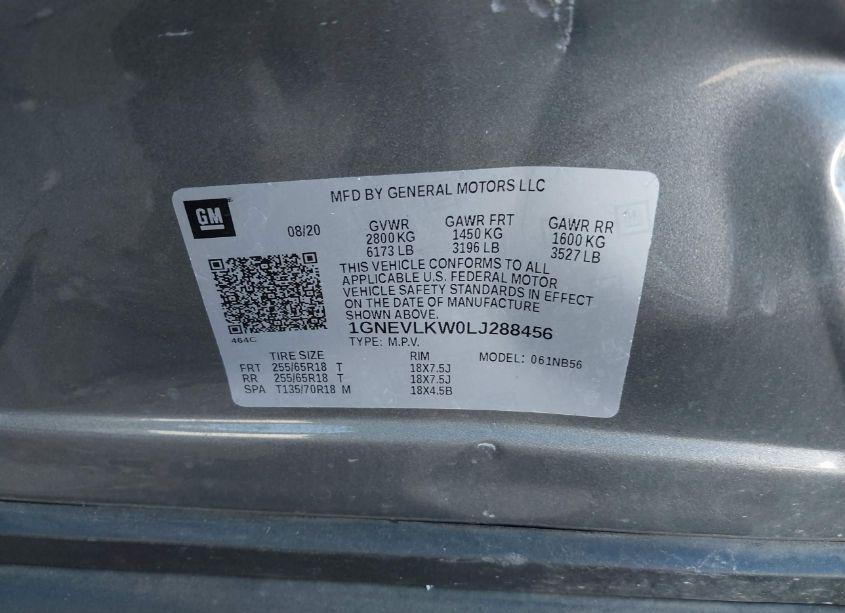 MFD BY GENERAL MOTORS LLC
GM
08/20
GVWR GAWR FRT GAWR RR
2800 KG 1450 KG 1600 KG
6173 LB 3196 LB 3527 LB
THIS VEHICLE CONFORMS TO ALL
APPLICABLE U.S. FEDERAL MOTOR
VEHICLE SAFETY STANDARDS IN EFFECT
ON THE DATE OF MANUFACTURE
SHOWN ABOVE.
1GNEVLKW0LJ288456
464C
TYPE: M.P.V.
TIRE SIZE RIM MODEL: 061NB56
FRT 255/65R18 T 18X7.5J
RR 255/65R18 T 18X7.5J
SPA T135/70R18 M 18X4.5B